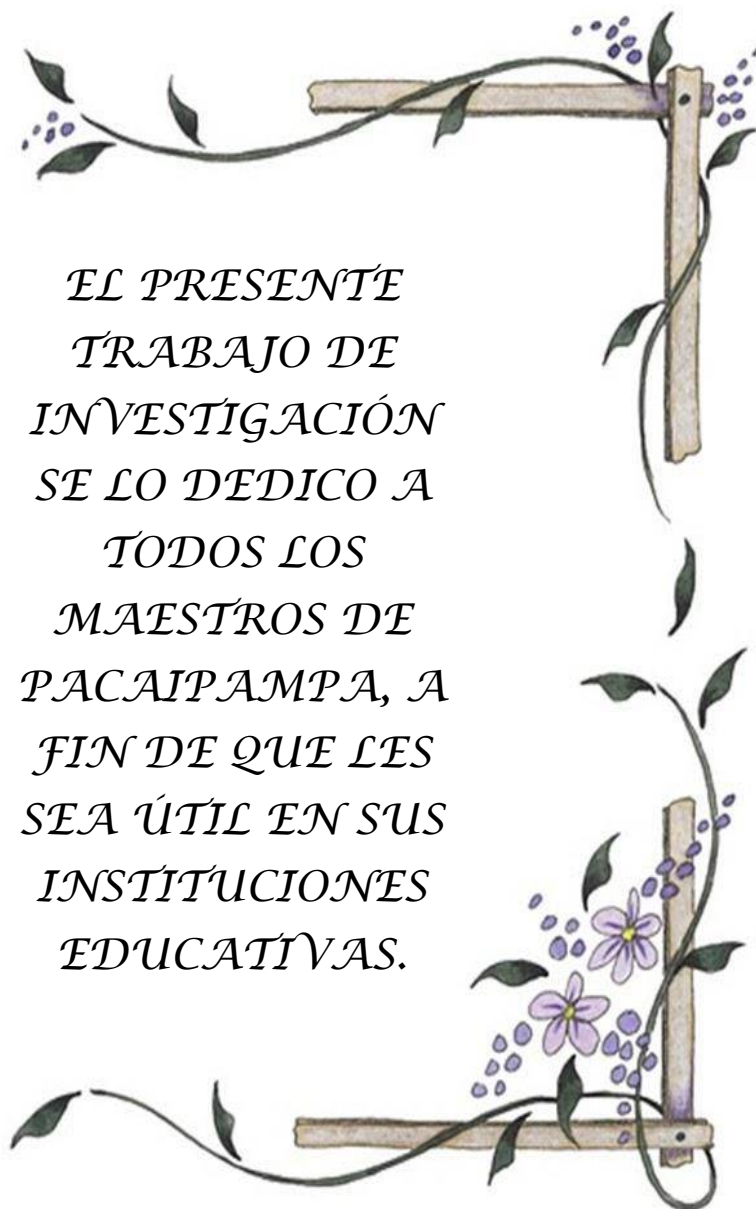 EL PRESENTE
TRABAJO DE
INVESTIGACIÓN
SE LO DEDICO A
TODOS LOS
MAESTROS DE
PACAIPAMPA, A
FIN DE QUE LES
SEA ÚTIL EN SUS
INSTITUCIONES
EDUCATIVAS.